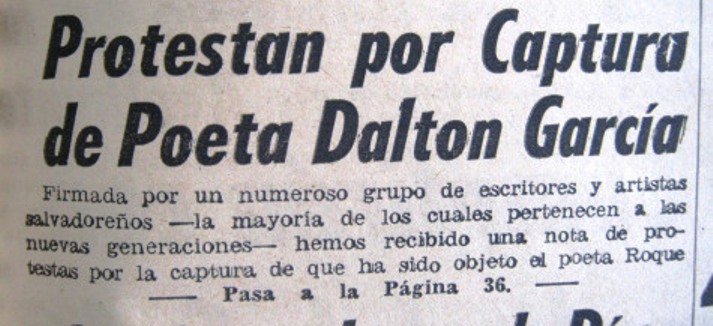 Protestan por Captura
de Poeta Dalton García
Firmada por un numeroso grupo de escritores y artistas
salvadoreños —la mayoría de los cuales pertenecen a las
nuevas generaciones— hemos recibido una nota de pro-
testas por la captura de que ha sido objeto el poeta Roque
— Pasa a la Página 36. —